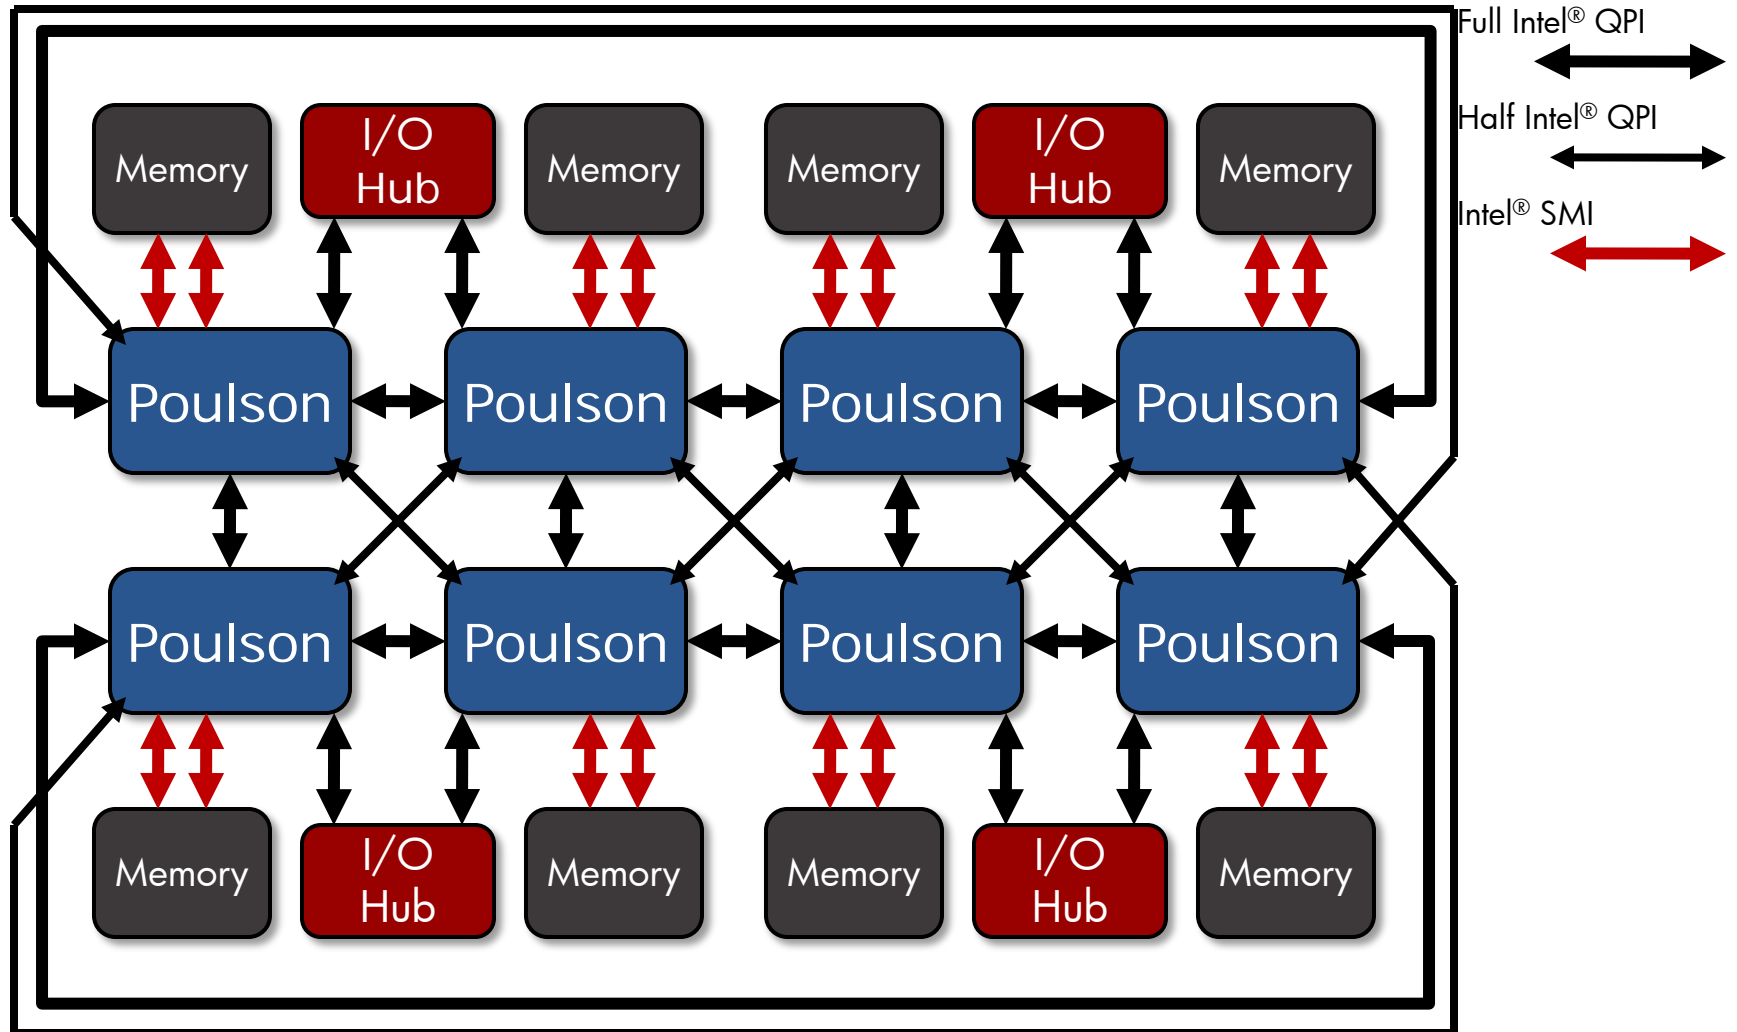 Full Intel® QPI
Half Intel® QPI
Intel® SMI
Memory
I/O
Hub
Memory
Memory
I/O
Hub
Memory
Poulson
Poulson
Poulson
Poulson
Poulson
Poulson
Poulson
Poulson
Memory
I/O
Hub
Memory
Memory
I/O
Hub
Memory